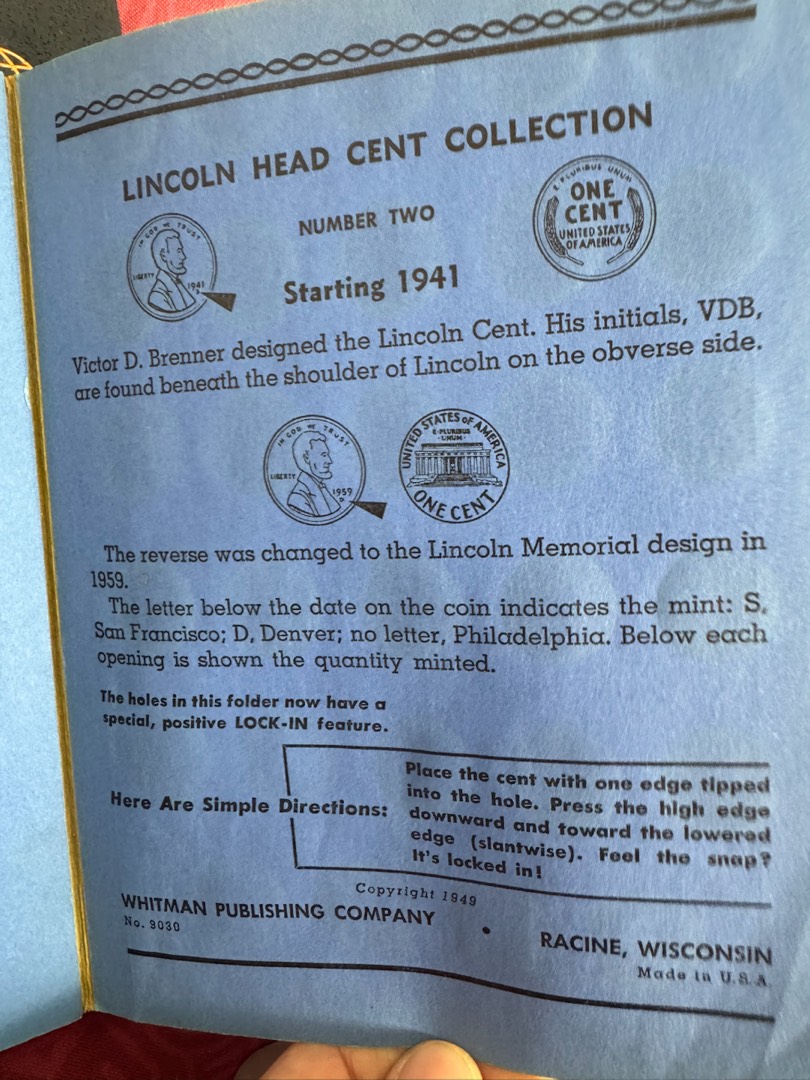 LINCOLN HEAD CENT COLLECTION
NUMBER TWO
Starting 1941
IN GOD WE TRUST
LIBERTY
1941
E PLURIBUS UNUM
ONE
CENT
UNITED STATES
OF AMERICA
Victor D. Brenner designed the Lincoln Cent. His initials, VDB,
are found beneath the shoulder of Lincoln on the obverse side.
IN GOD WE TRUST
LIBERTY
1959
D
UNITED STATES OF AMERICA
E·PLURIBUS
·UNUM·
ONE CENT
The reverse was changed to the Lincoln Memorial design in
1959.
The letter below the date on the coin indicates the mint: S,
San Francisco; D, Denver; no letter, Philadelphia. Below each
opening is shown the quantity minted.
The holes in this folder now have a
special, positive LOCK-IN feature.
Here Are Simple Directions:
Place the cent with one edge tipped
into the hole. Press the high edge
downward and toward the lowered
edge (slantwise). Feel the snap?
It's locked in!
Copyright 1949
WHITMAN PUBLISHING COMPANY • RACINE, WISCONSIN
No. 9030
Made in U.S.A.